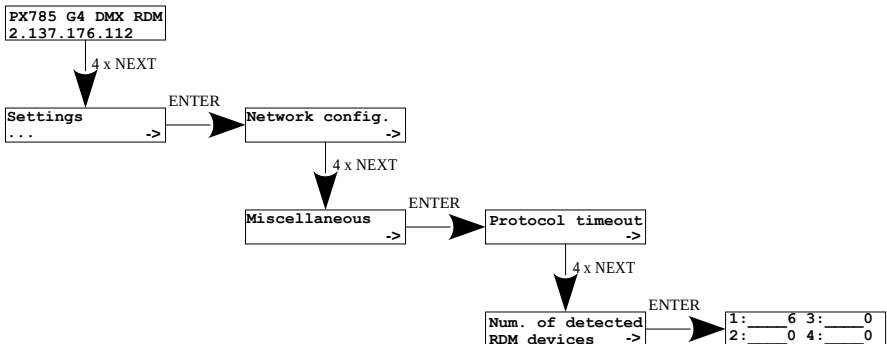 PX785 G4 DMX RDM
2.137.176.112
4 x NEXT
Settings
... ->
ENTER
Network config.
->
4 x NEXT
Miscellaneous
->
ENTER
Protocol timeout
->
4 x NEXT
Num. of detected
RDM devices ->
ENTER
1:____6 3:____0
2:____0 4:____0